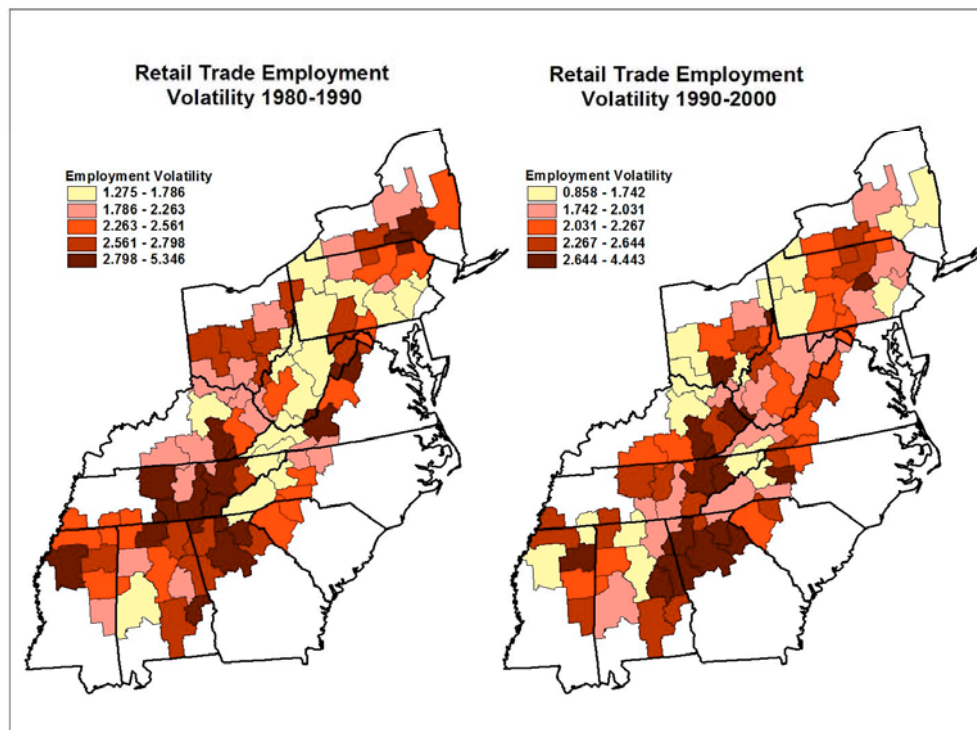 Retail Trade Employment
Volatility 1980-1990
Employment Volatility
1.275 - 1.786
1.786 - 2.263
2.263 - 2.561
2.561 - 2.798
2.798 - 5.346
Retail Trade Employment
Volatility 1990-2000
Employment Volatility
0.858 - 1.742
1.742 - 2.031
2.031 - 2.267
2.267 - 2.644
2.644 - 4.443